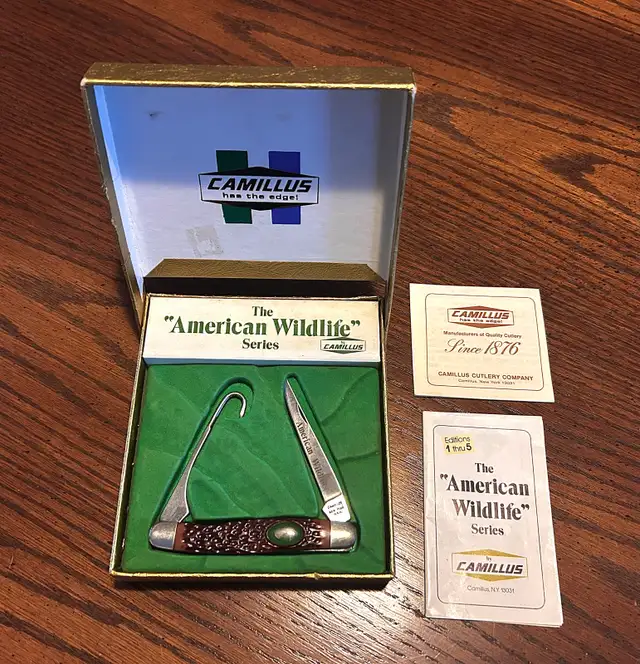 CAMILLUS
has the edge!
The
"American Wildlife"
Series
CAMILLUS
American Wild
CAMILLUS
has the edge!
Manufacturers of Quality Cutlery
Since 1876
CAMILLUS CUTLERY COMPANY
Camillus, New York 13031
Editions
1 thru 5
The
"American
Wildlife"
Series
by
CAMILLUS
Camillus, N.Y. 13031